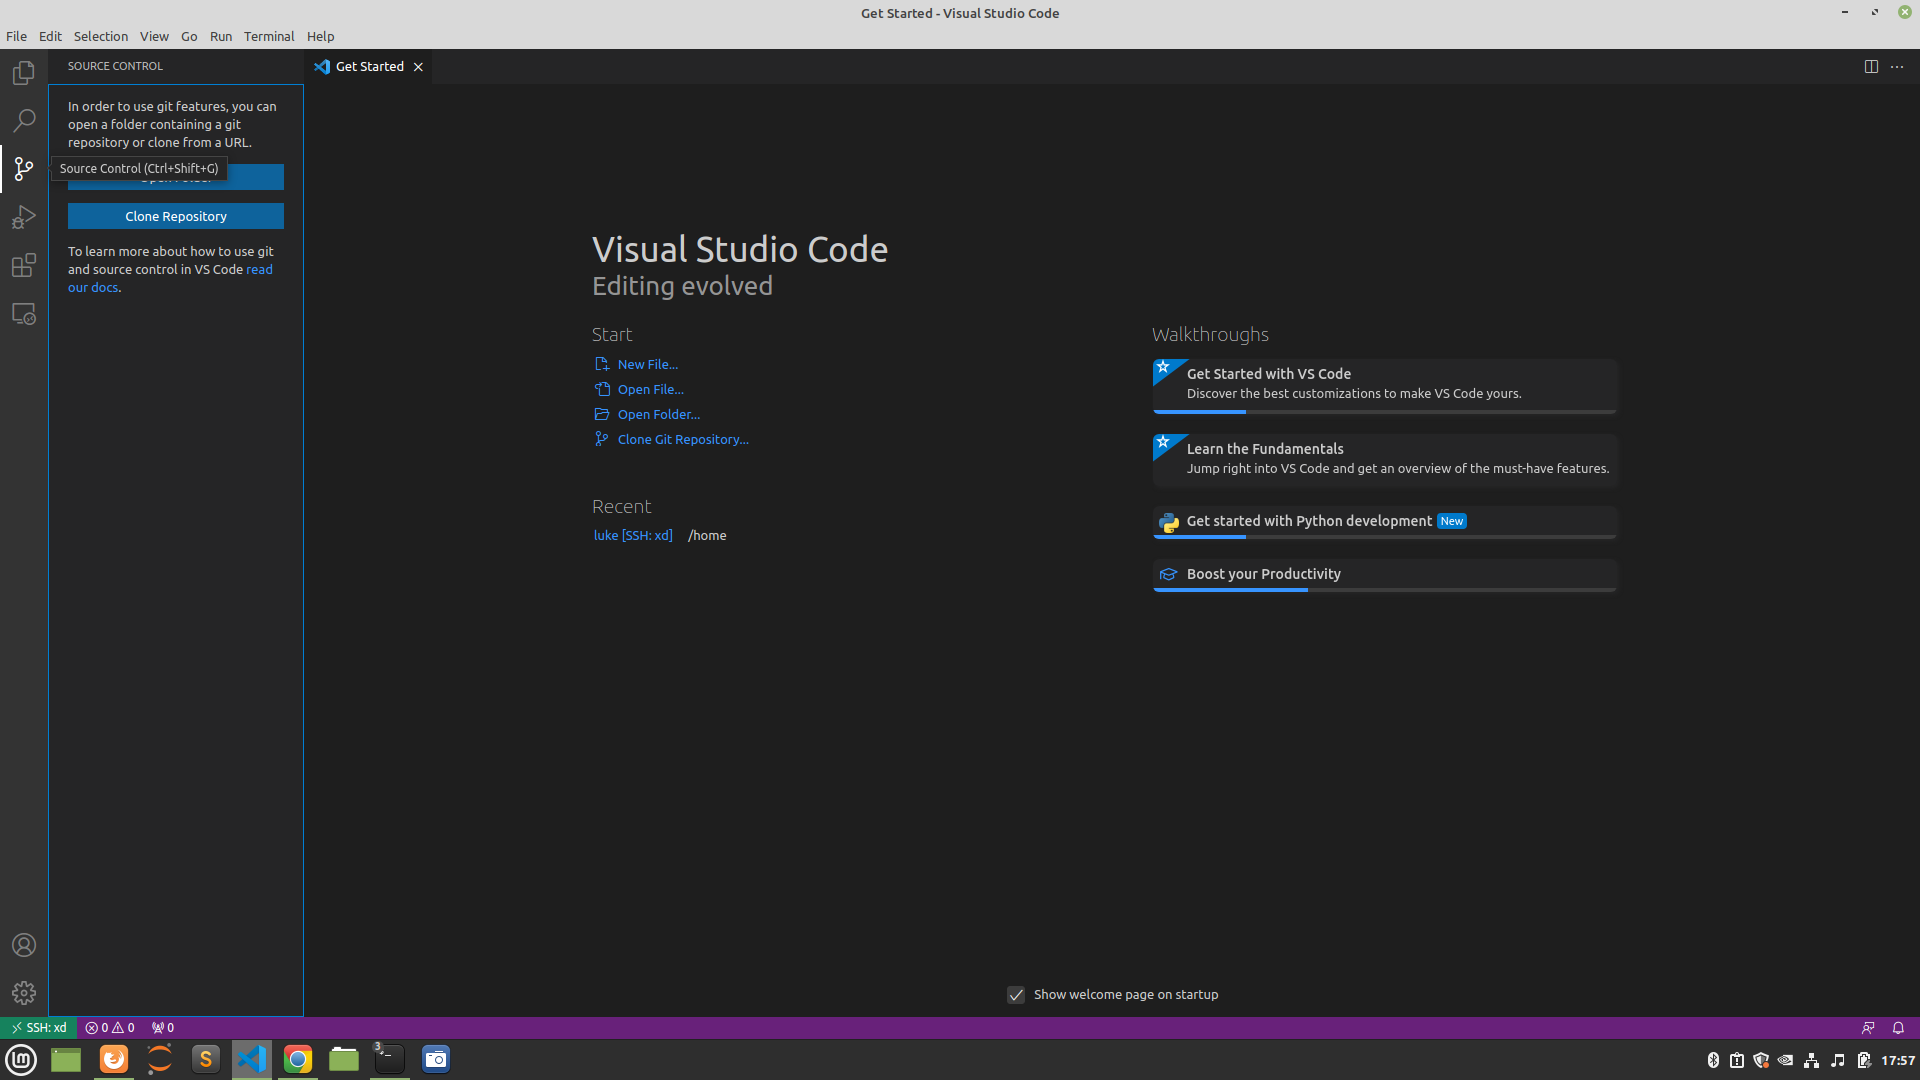 Get Started - Visual Studio Code
File Edit Selection View Go Run Terminal Help
SOURCE CONTROL
Get Started
In order to use git features, you can
open a folder containing a git
repository or clone from a URL.
Source Control (Ctrl+Shift+G)
Clone Repository
To learn more about how to use git
and source control in VS Code read
our docs.
Visual Studio Code
Editing evolved
Start
New File...
Open File...
Open Folder...
Clone Git Repository...
Recent
luke [SSH: xd] /home
Walkthroughs
Get Started with VS Code
Discover the best customizations to make VS Code yours.
Learn the Fundamentals
Jump right into VS Code and get an overview of the must-have features.
Get started with Python development New
Boost your Productivity
Show welcome page on startup
SSH: xd 0 0 0
3
17:57